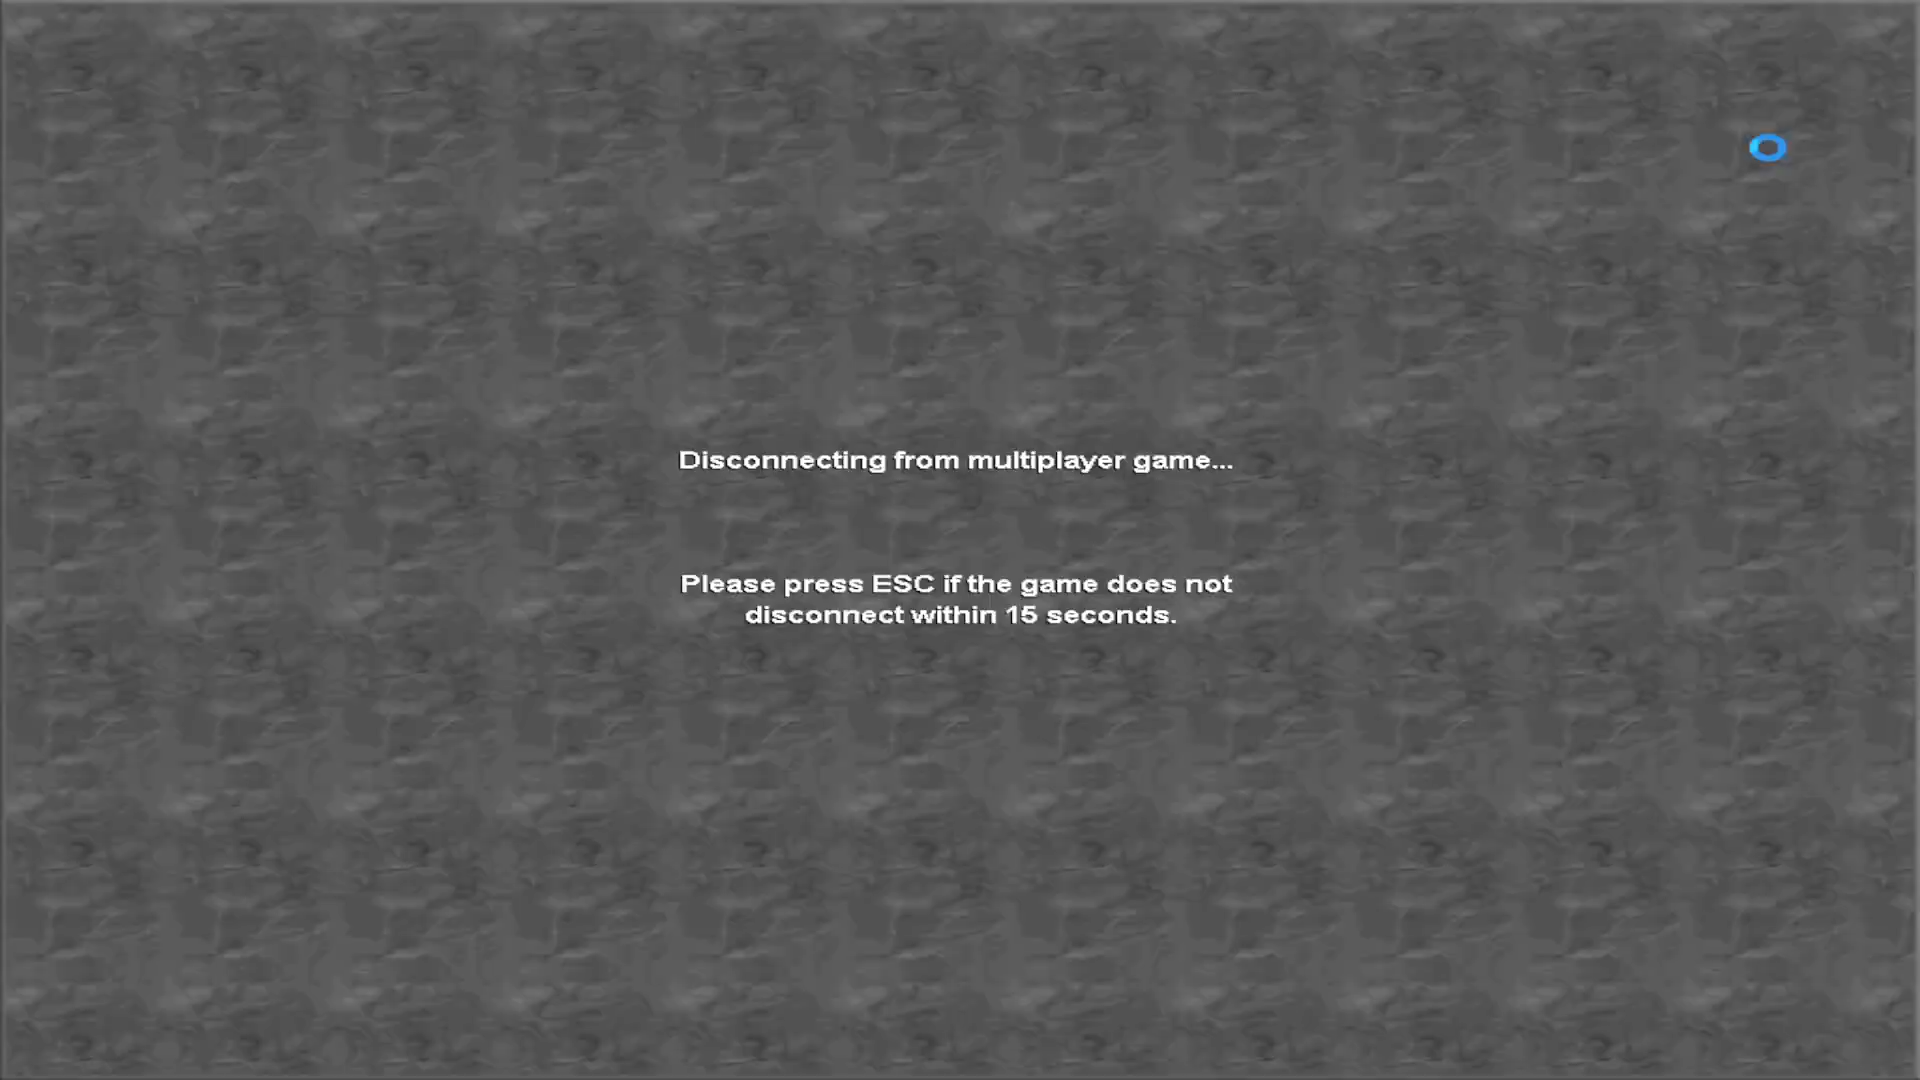 Disconnecting from multiplayer game...
Please press ESC if the game does not
disconnect within 15 seconds.